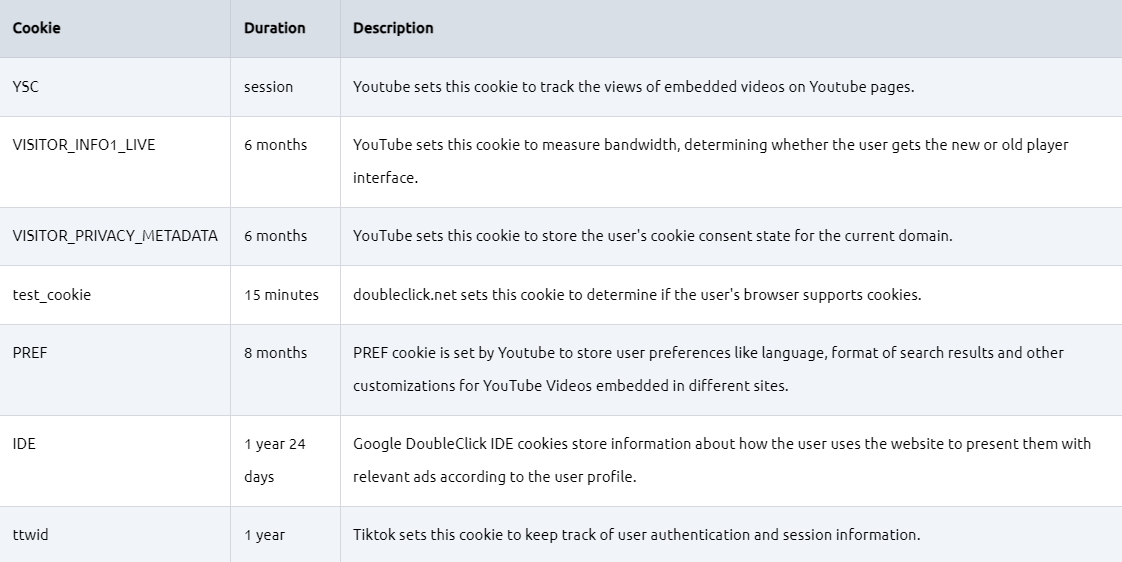 Cookie Duration Description
YSC session Youtube sets this cookie to track the views of embedded videos on Youtube pages.
VISITOR_INFO1_LIVE 6 months YouTube sets this cookie to measure bandwidth, determining whether the user gets the new or old player
interface.
VISITOR_PRIVACY_METADATA 6 months YouTube sets this cookie to store the user's cookie consent state for the current domain.
test_cookie 15 minutes doubleclick.net sets this cookie to determine if the user's browser supports cookies.
PREF 8 months PREF cookie is set by Youtube to store user preferences like language, format of search results and other
customizations for YouTube Videos embedded in different sites.
IDE 1 year 24 Google DoubleClick IDE cookies store information about how the user uses the website to present them with
days relevant ads according to the user profile.
ttwid 1 year Tiktok sets this cookie to keep track of user authentication and session information.